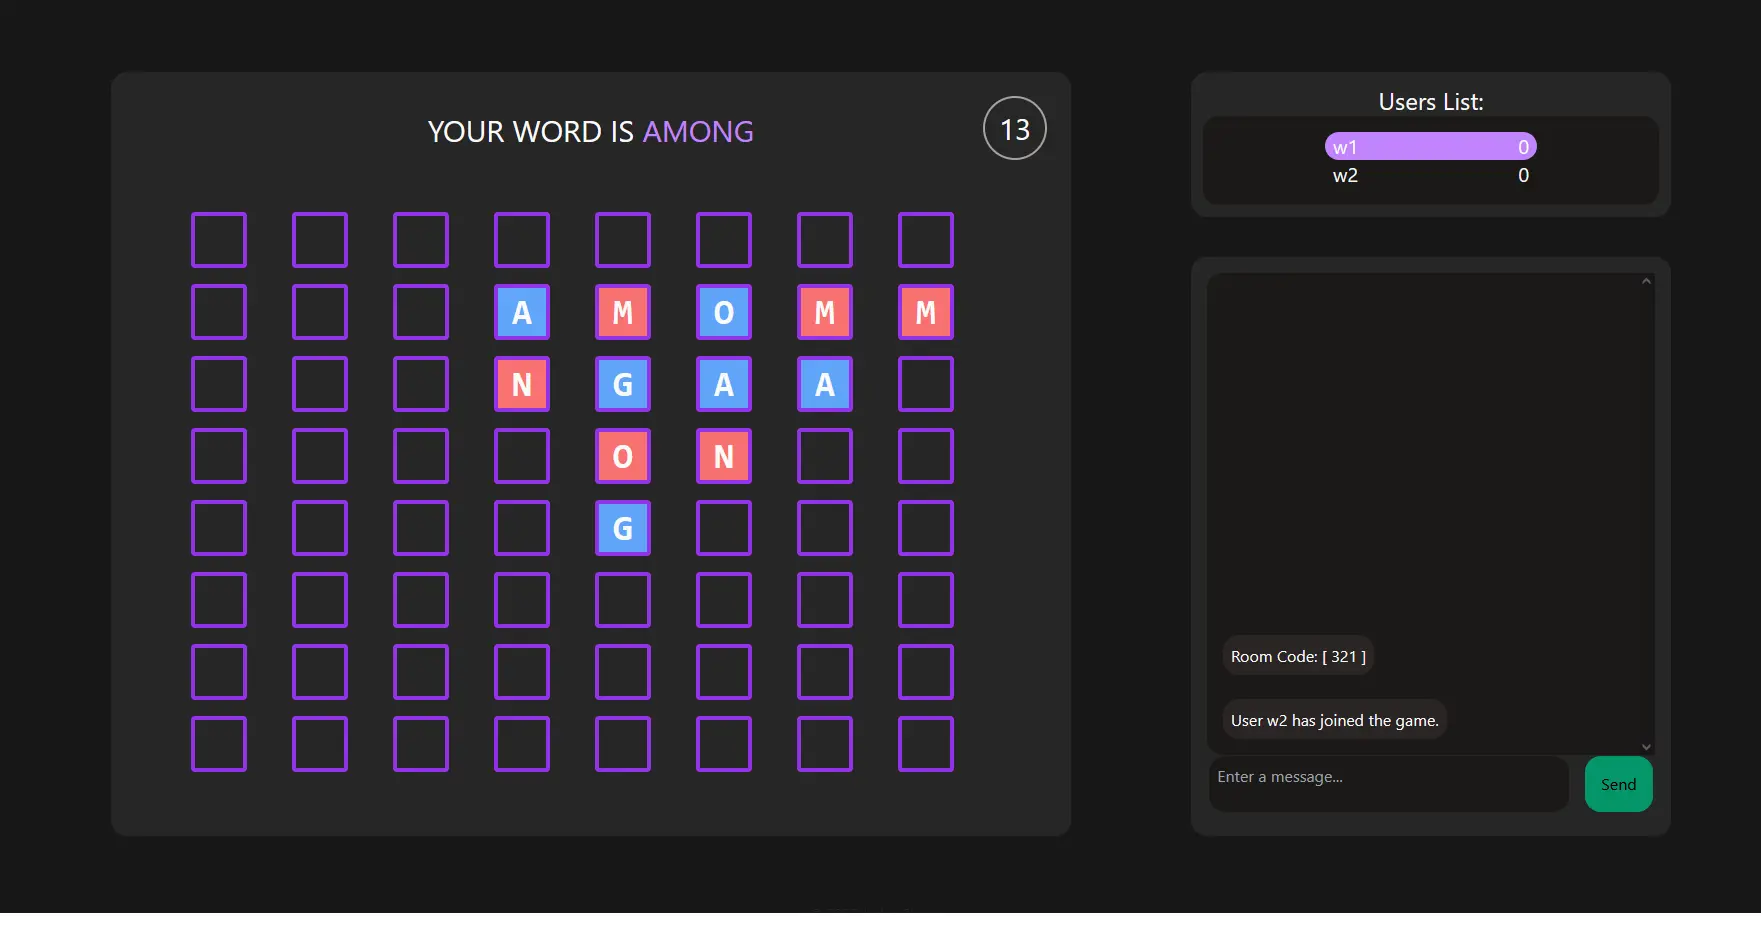 YOUR WORD IS AMONG
13
A M O M M
N G A A
O N
G
Users List:
w1 0
w2 0
Room Code: [ 321 ]
User w2 has joined the game.
Enter a message...
Send